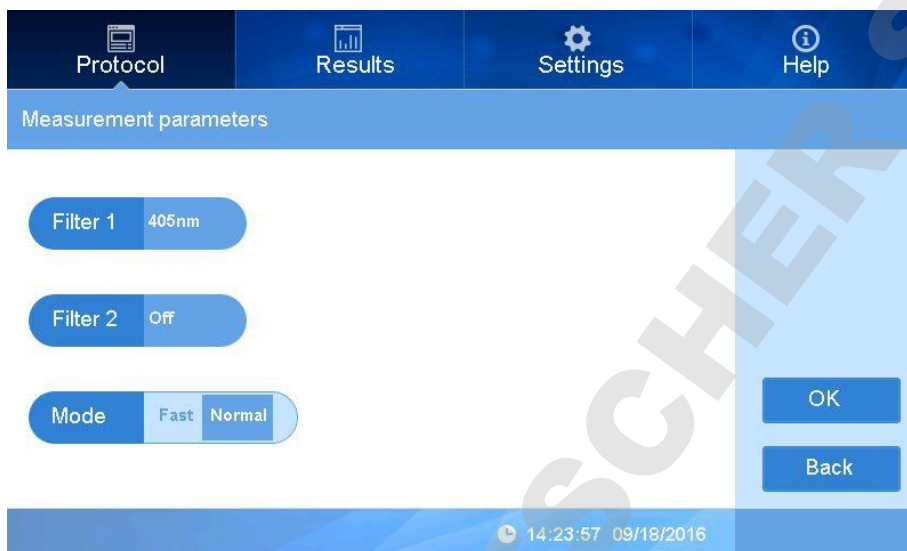 Protocol Results Settings Help
Measurement parameters
Filter 1 405nm
Filter 2 Off
Mode Fast Normal
OK
Back
14:23:57 09/18/2016
SCHER